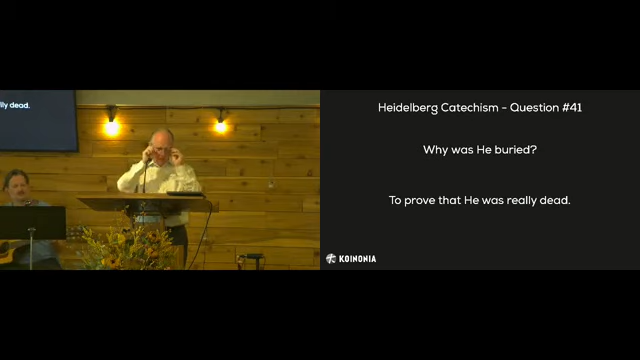 lly dead.
Heidelberg Catechism - Question #41
Why was He buried?
To prove that He was really dead.
KOINONIA